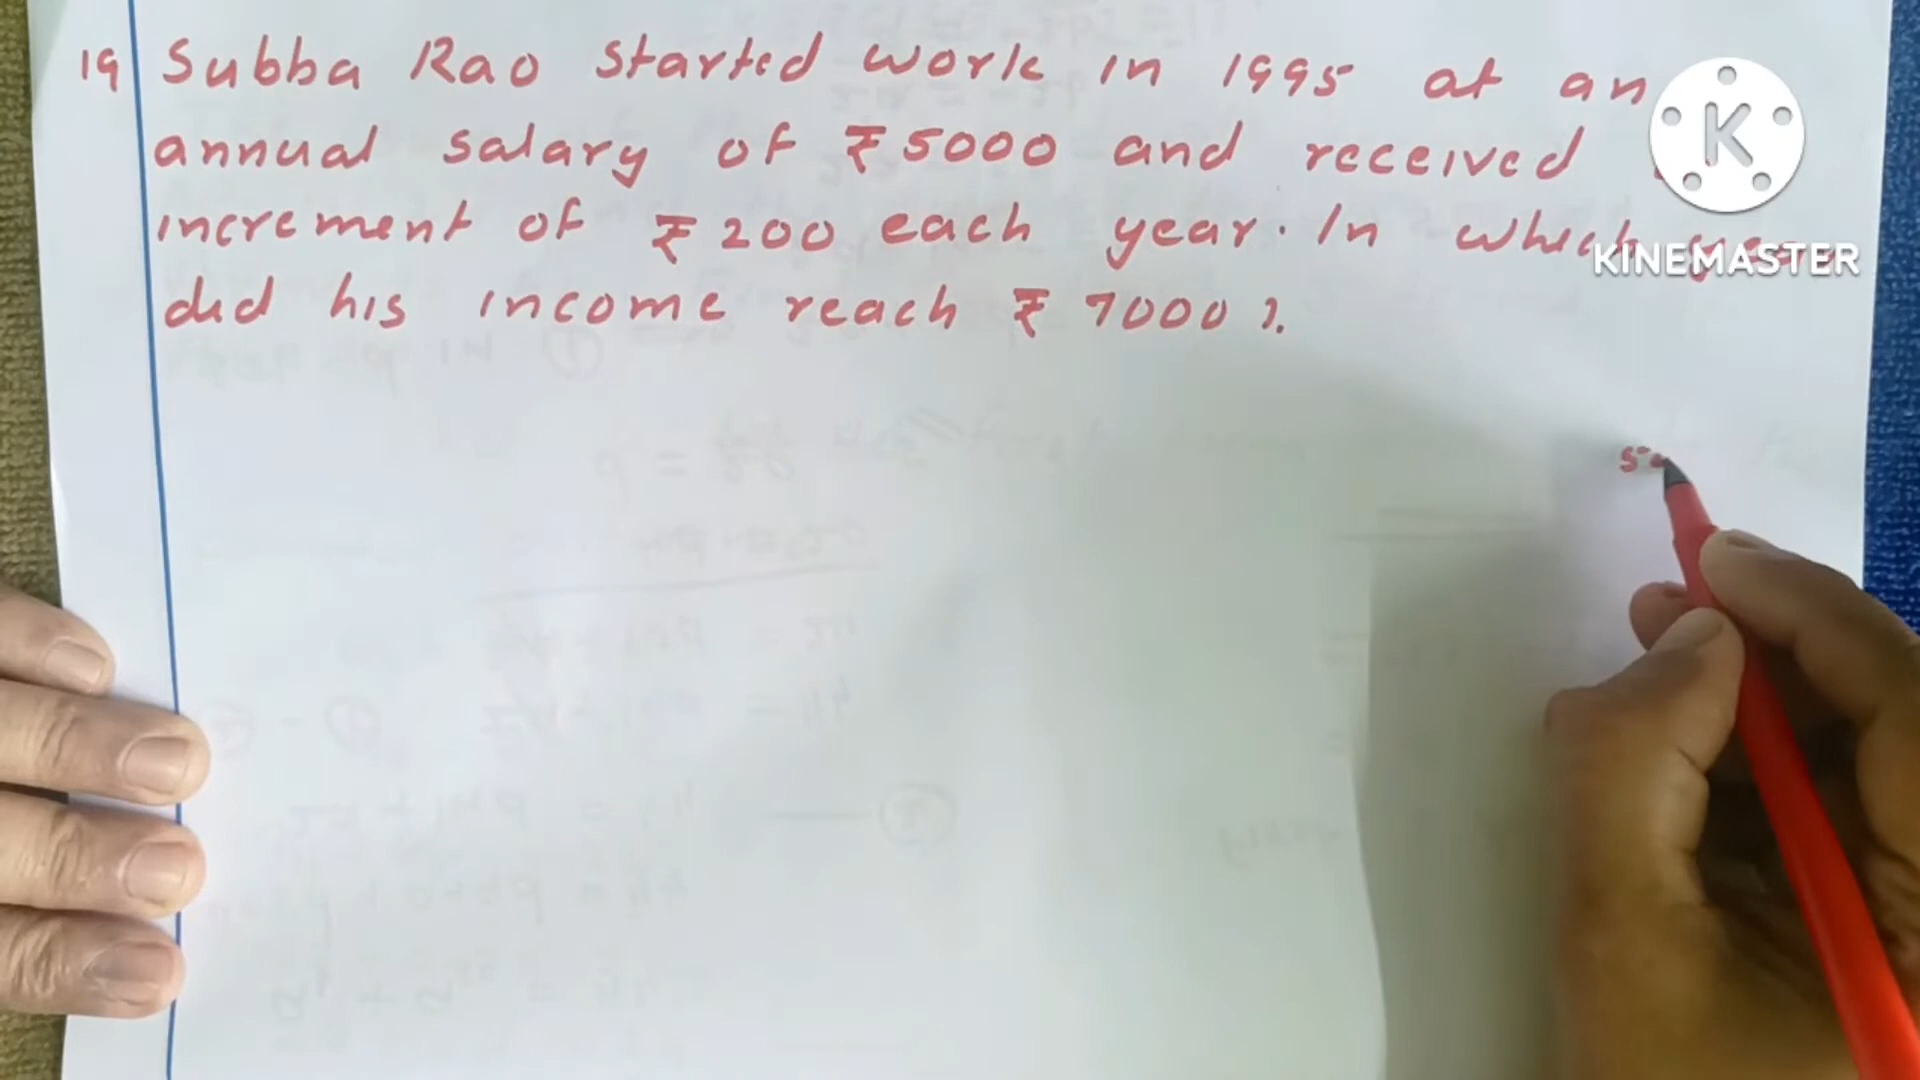 19 Subba Rao started work in 1995 at an
annual salary of ₹ 5000 and received
increment of ₹ 200 each year. In which
did his income reach ₹ 7000 ?.
K
KINEMASTER